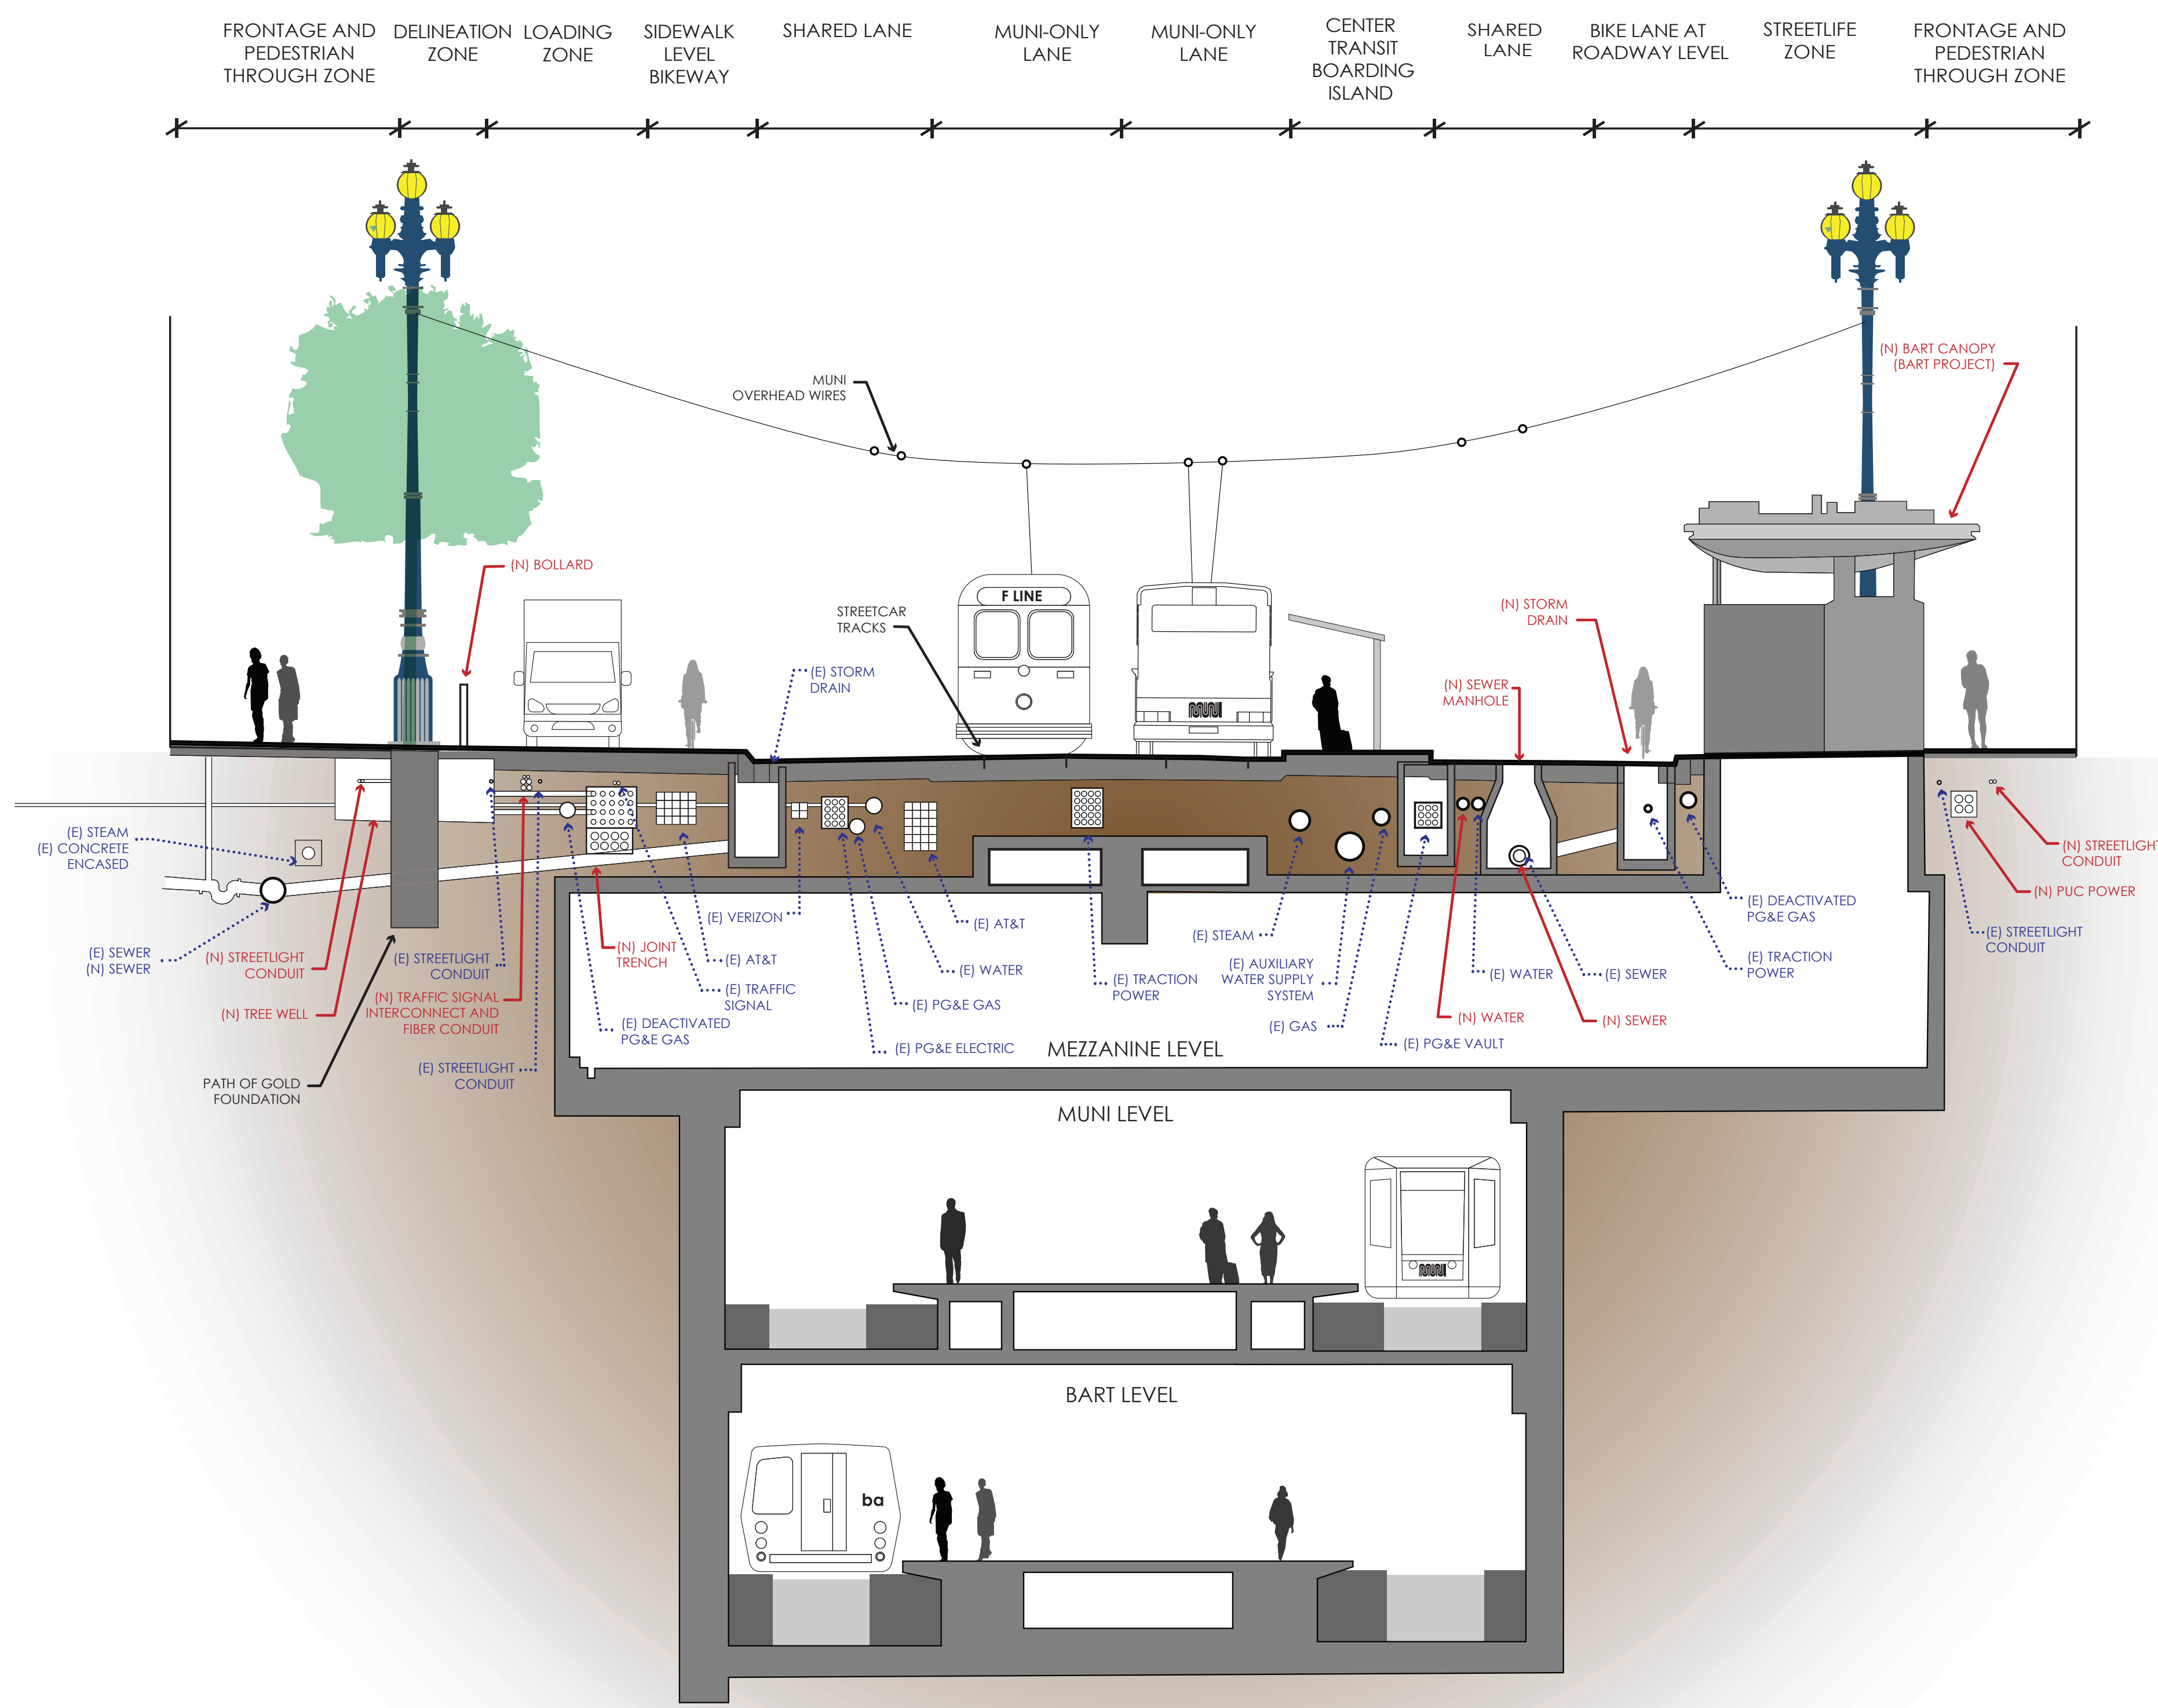 FRONTAGE AND
PEDESTRIAN
THROUGH ZONE
DELINEATION
ZONE
LOADING
ZONE
SIDEWALK
LEVEL
BIKEWAY
SHARED LANE
MUNI-ONLY
LANE
MUNI-ONLY
LANE
CENTER
TRANSIT
BOARDING
ISLAND
SHARED
LANE
BIKE LANE AT
ROADWAY LEVEL
STREETLIFE
ZONE
FRONTAGE AND
PEDESTRIAN
THROUGH ZONE
(N) BART CANOPY
(BART PROJECT)
MUNI
OVERHEAD WIRES
(N) BOLLARD
F LINE
STREETCAR
TRACKS
(N) STORM
DRAIN
(E) STORM
DRAIN
(N) SEWER
MANHOLE
MUNI
(E) STEAM
(E) CONCRETE
ENCASED
(N) STREETLIGHT
CONDUIT
(N) PUC POWER
(E) STREETLIGHT
CONDUIT
(E) DEACTIVATED
PG&E GAS
(E) TRACTION
POWER
(E) SEWER
(N) SEWER
(N) STREETLIGHT
CONDUIT
(N) TREE WELL
PATH OF GOLD
FOUNDATION
(E) STREETLIGHT
CONDUIT
(N) TRAFFIC SIGNAL
INTERCONNECT AND
FIBER CONDUIT
(E) STREETLIGHT
CONDUIT
(N) JOINT
TRENCH
(E) DEACTIVATED
PG&E GAS
(E) VERIZON
(E) AT&T
(E) TRAFFIC
SIGNAL
(E) AT&T
(E) WATER
(E) PG&E GAS
(E) PG&E ELECTRIC
(E) TRACTION
POWER
(E) STEAM
(E) AUXILIARY
WATER SUPPLY
SYSTEM
(E) GAS
(E) PG&E VAULT
(E) WATER
(N) WATER
(E) SEWER
(N) SEWER
MEZZANINE LEVEL
MUNI LEVEL
MUNI
BART LEVEL
ba